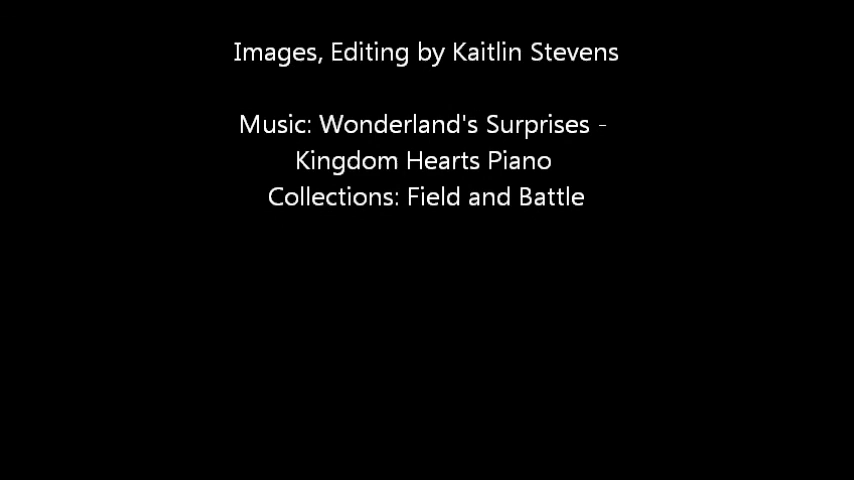 Images, Editing by Kaitlin Stevens
Music: Wonderland's Surprises -
Kingdom Hearts Piano
Collections: Field and Battle